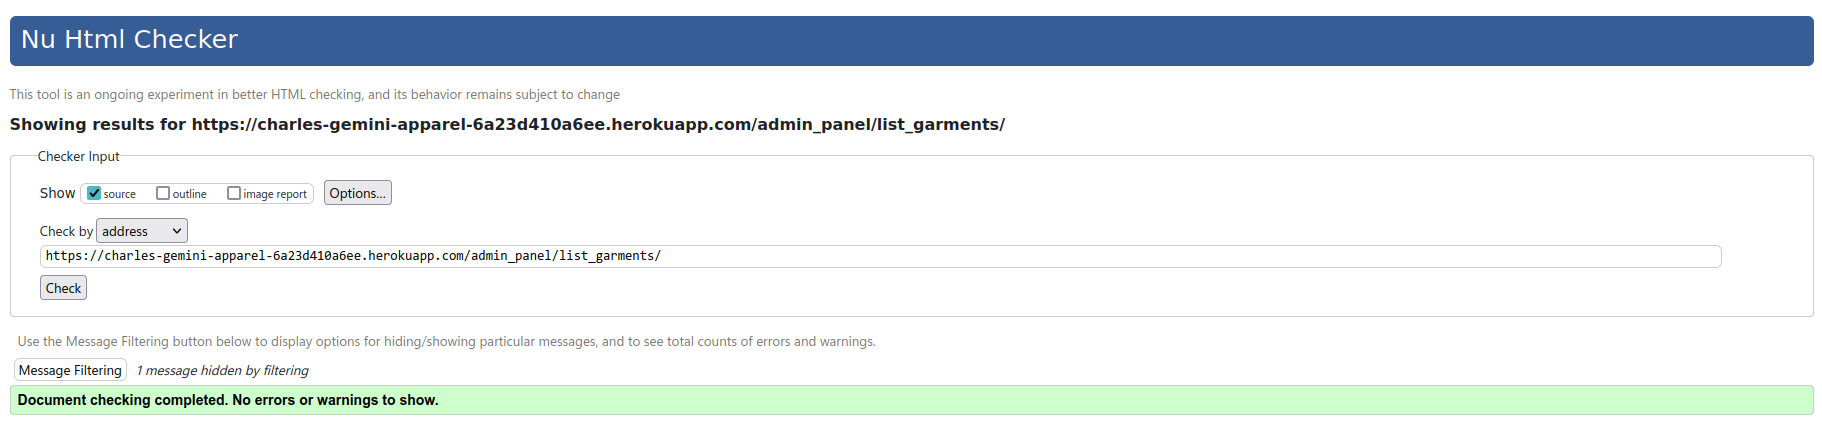 Nu Html Checker
This tool is an ongoing experiment in better HTML checking, and its behavior remains subject to change
Showing results for https://charles-gemini-apparel-6a23d410a6ee.herokuapp.com/admin_panel/list_garments/
Checker Input
Show source outline image report Options...
Check by address
https://charles-gemini-apparel-6a23d410a6ee.herokuapp.com/admin_panel/list_garments/
Check
Use the Message Filtering button below to display options for hiding/showing particular messages, and to see total counts of errors and warnings.
Message Filtering 1 message hidden by filtering
Document checking completed. No errors or warnings to show.